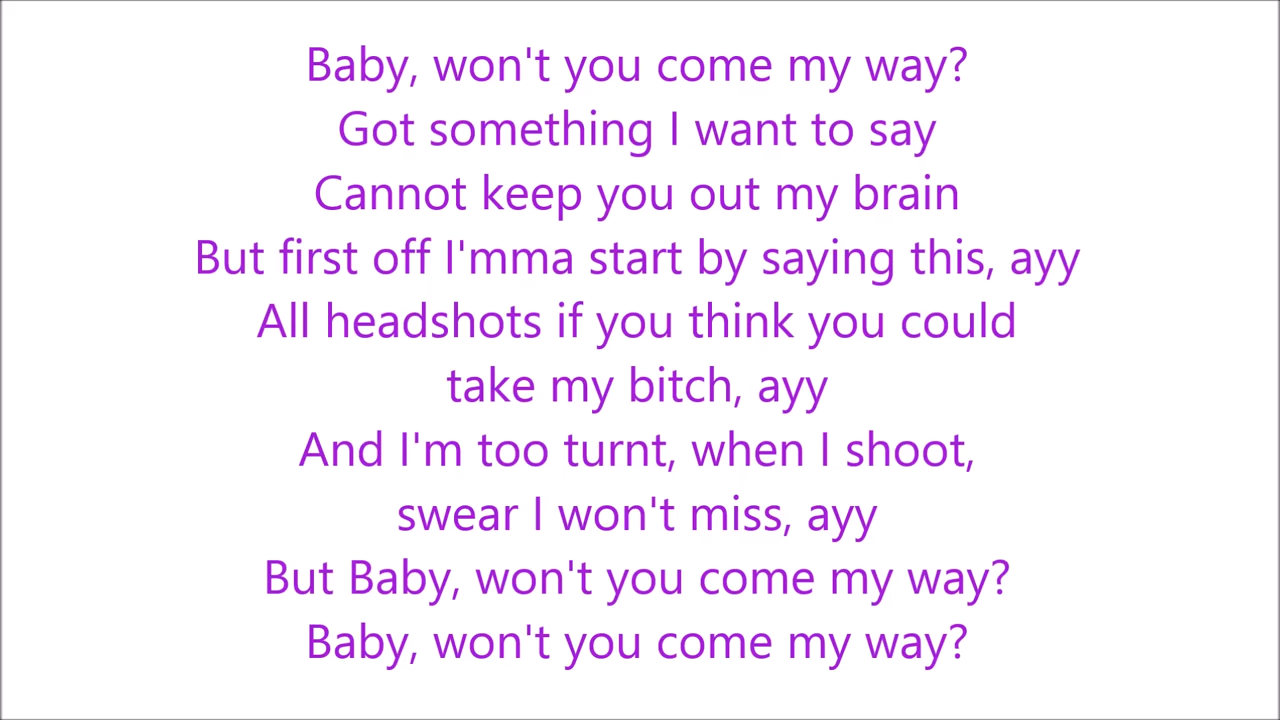 Baby, won't you come my way?
Got something I want to say
Cannot keep you out my brain
But first off I'mma start by saying this, ayy
All headshots if you think you could
take my bitch, ayy
And I'm too turnt, when I shoot,
swear I won't miss, ayy
But Baby, won't you come my way?
Baby, won't you come my way?